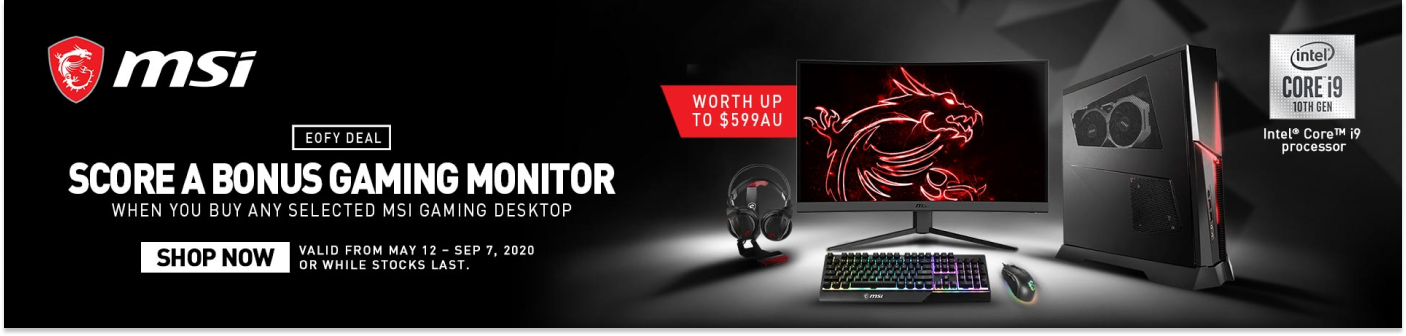 msi
EOFY DEAL
SCORE A BONUS GAMING MONITOR
WHEN YOU BUY ANY SELECTED MSI GAMING DESKTOP
SHOP NOW
VALID FROM MAY 12 – SEP 7, 2020
OR WHILE STOCKS LAST.
WORTH UP
TO $599AU
msi
msi
intel
CORE i9
10TH GEN
Intel® Core™ i9
processor